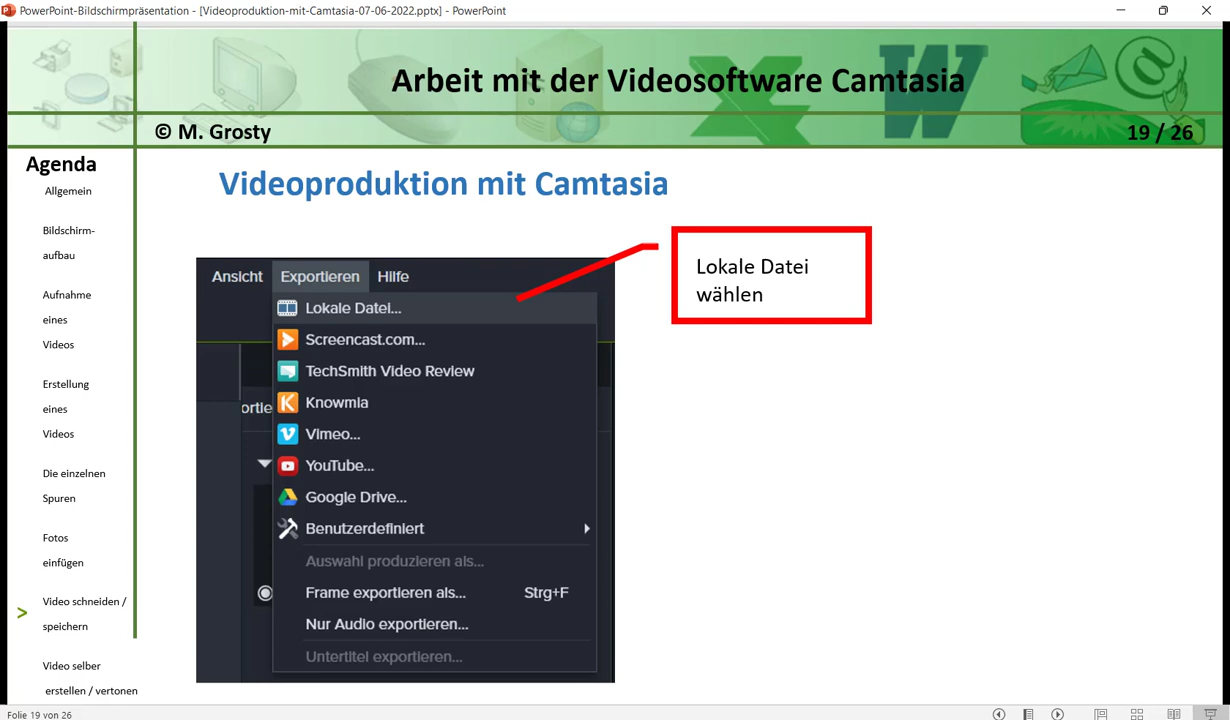 PowerPoint-Bildschirmpräsentation - [Videoproduktion-mit-Camtasia-07-06-2022.pptx] - PowerPoint
Arbeit mit der Videosoftware Camtasia
© M. Grosty
19 / 26
Agenda
Allgemein
Bildschirm-
aufbau
Aufnahme
eines
Videos
Erstellung
eines
Videos
Die einzelnen
Spuren
Fotos
einfügen
> Video schneiden /
speichern
Video selber
erstellen / vertonen
Videoproduktion mit Camtasia
Lokale Datei
wählen
Ansicht Exportieren Hilfe
Lokale Datei...
Screencast.com...
TechSmith Video Review
ortie
Knowmia
Vimeo...
YouTube...
Google Drive...
Benutzerdefiniert
Auswahl produzieren als...
Frame exportieren als... Strg+F
Nur Audio exportieren...
Untertitel exportieren...
Folie 19 von 26